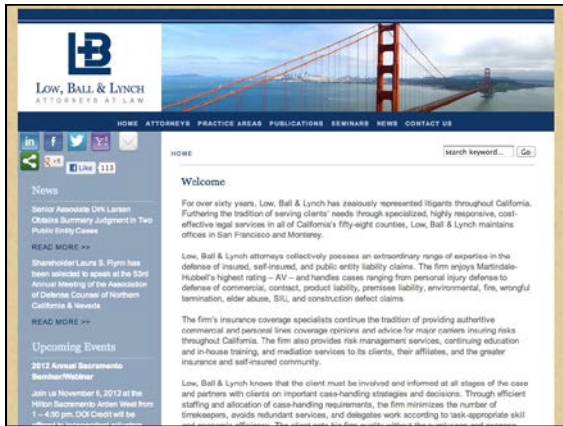 LB
LOW, BALL & LYNCH
ATTORNEYS AT LAW
HOME ATTORNEYS PRACTICE AREAS PUBLICATIONS SEMINARS NEWS CONTACT US
in f
Like 113
HOME
search keyword...
Go
News
Senior Associate Dirk Larsen
Obtains Summary Judgment in Two
Public Entity Cases
READ MORE >>
Shareholder Laura S. Flynn has
been selected to speak at the 53rd
Annual Meeting of the Association
of Defense Counsel of Northern
California & Nevada
READ MORE >>
Upcoming Events
2012 Annual Sacramento
Seminar/Webinar
Join us November 5, 2012 at the
Hilton Sacramento Arden West from
1 – 4:30 pm. DOI Credit will be
Welcome
For over sixty years, Low, Ball & Lynch has zealously represented litigants throughout California.
Furthering the tradition of serving clients' needs through specialized, highly responsive, cost-
effective legal services in all of California's fifty-eight counties, Low, Ball & Lynch maintains
offices in San Francisco and Monterey.
Low, Ball & Lynch attorneys collectively possess an extraordinary range of expertise in the
defense of insured, self-insured, and public entity liability claims. The firm enjoys Martindale-
Hubbell's highest rating – AV – and handles cases ranging from personal injury defense to
defense of commercial, contract, product liability, premises liability, environmental, fire, wrongful
termination, elder abuse, SIU, and construction defect claims.
The firm's insurance coverage specialists continue the tradition of providing authoritive
commercial and personal lines coverage opinions and advice for major carriers insuring risks
throughout California. The firm also provides risk management services, continuing education
and in-house training, and mediation services to its clients, their affiliates, and the greater
insurance and self-insured community.
Low, Ball & Lynch knows that the client must be involved and informed at all stages of the case
and partners with clients on important case-handling strategies and decisions. Through efficient
staffing and allocation of case-handling requirements, the firm minimizes the number of
timekeepers, avoids redundant services, and delegates work according to task-appropriate skill